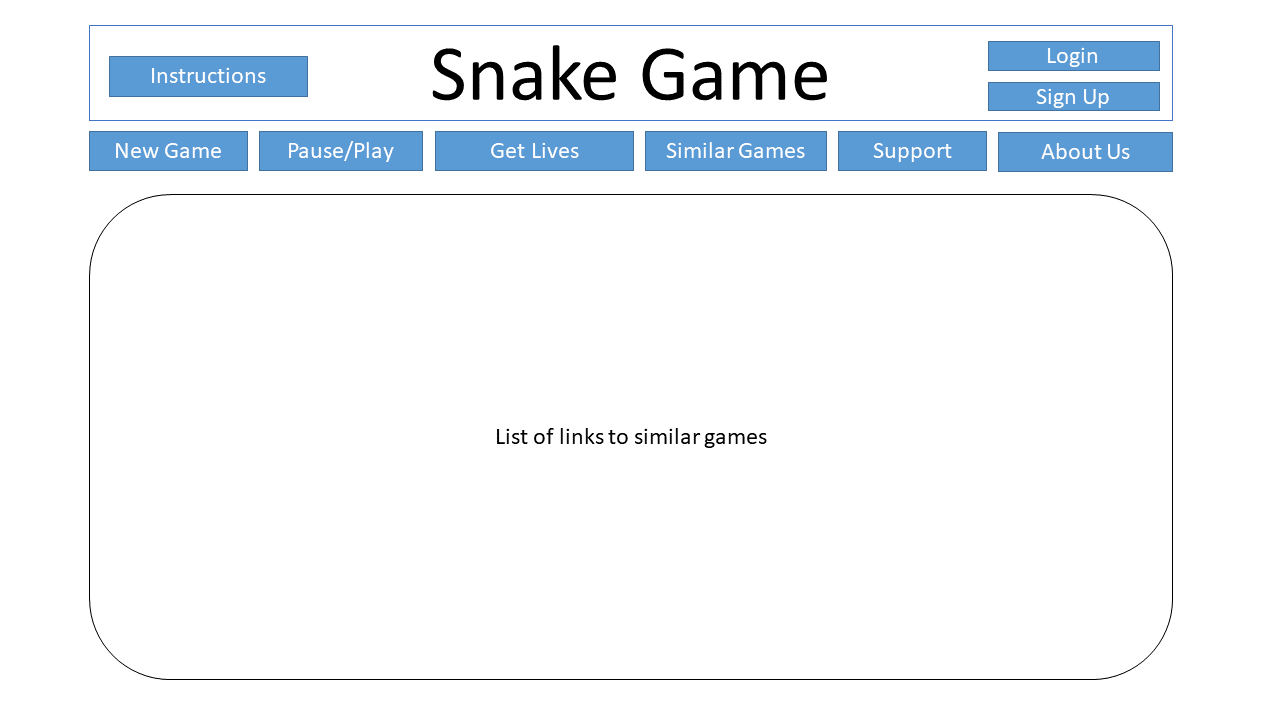 Instructions
Snake Game
Login
Sign Up
New Game
Pause/Play
Get Lives
Similar Games
Support
About Us
List of links to similar games